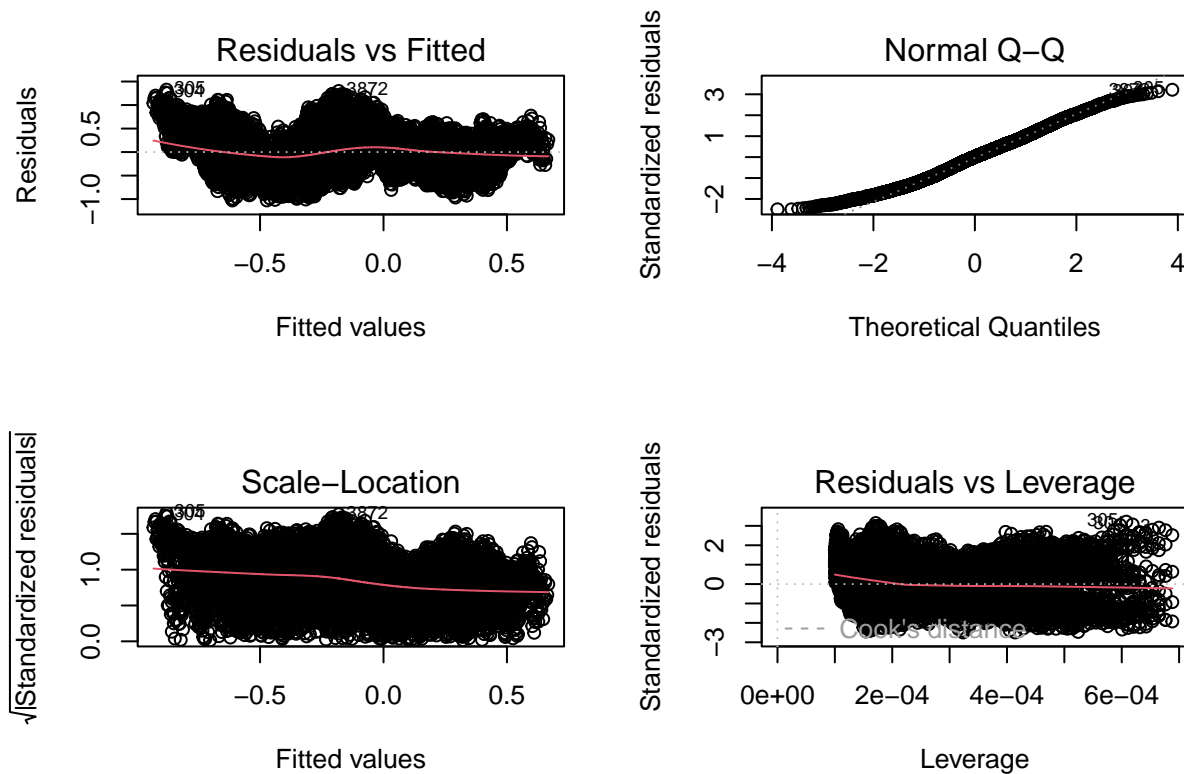 Residuals vs Fitted
Residuals
0.5
−1.0
305
3872
−0.5
0.0
0.5
Fitted values
Normal Q−Q
Standardized residuals
3
1
−2
−4
−2
0
2
4
Theoretical Quantiles
Scale−Location
√|Standardized residuals|
1.0
0.0
305
3872
−0.5
0.0
0.5
Fitted values
Residuals vs Leverage
Standardized residuals
2
0
−3
305
Cook's distance
0e+00
2e−04
4e−04
6e−04
Leverage